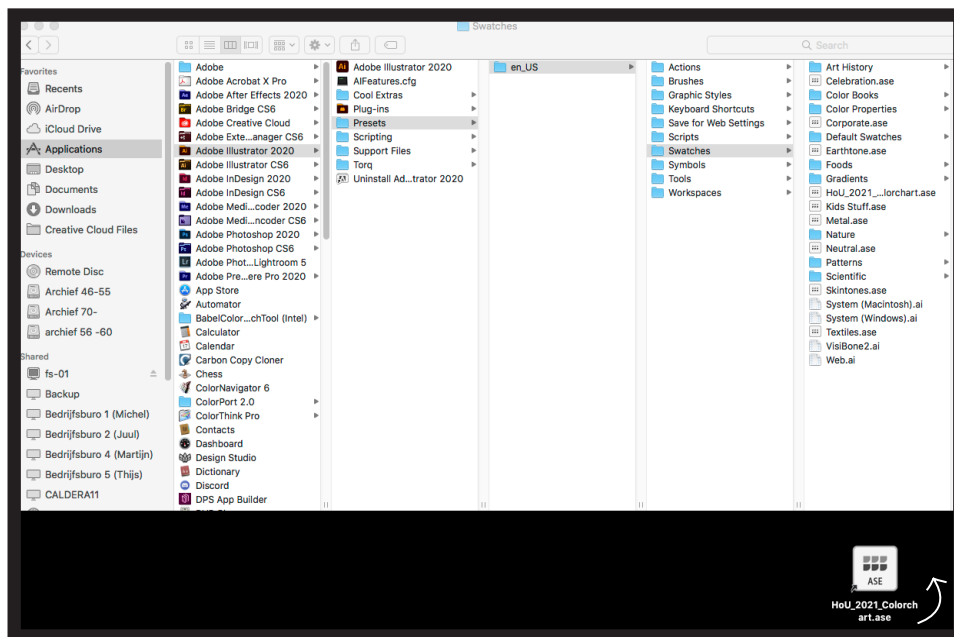 Swatches
Search
Favorites
Recents
AirDrop
iCloud Drive
Applications
Desktop
Documents
Downloads
Creative Cloud Files
Devices
Remote Disc
Archief 46-55
Archief 70-
archief 56 -60
Shared
fs-01
Backup
Bedrijfsburo 1 (Michel)
Bedrijfsburo 2 (Juul)
Bedrijfsburo 4 (Martijn)
Bedrijfsburo 5 (Thijs)
CALDERA11
Adobe
Adobe Acrobat X Pro
Adobe After Effects 2020
Adobe Bridge CS6
Adobe Creative Cloud
Adobe Exte...anager CS6
Adobe Illustrator 2020
Adobe Illustrator CS6
Adobe InDesign 2020
Adobe InDesign CS6
Adobe Medi...coder 2020
Adobe Medi...ncoder CS6
Adobe Photoshop 2020
Adobe Photoshop CS6
Adobe Phot...Lightroom 5
Adobe Pre...ere Pro 2020
App Store
Automator
BabelColor...chTool (Intel)
Calculator
Calendar
Carbon Copy Cloner
Chess
ColorNavigator 6
ColorPort 2.0
ColorThink Pro
Contacts
Dashboard
Design Studio
Dictionary
Discord
DPS App Builder
Adobe Illustrator 2020
AIFeatures.cfg
Cool Extras
Plug-ins
Presets
Scripting
Support Files
Torq
Uninstall Ad...trator 2020
en_US
Actions
Brushes
Graphic Styles
Keyboard Shortcuts
Save for Web Settings
Scripts
Swatches
Symbols
Tools
Workspaces
Art History
Celebration.ase
Color Books
Color Properties
Corporate.ase
Default Swatches
Earthtone.ase
Foods
Gradients
HoU_2021_...lorchart.ase
Kids Stuff.ase
Metal.ase
Nature
Neutral.ase
Patterns
Scientific
Skintones.ase
System (Macintosh).ai
System (Windows).ai
Textiles.ase
VisiBone2.ai
Web.ai
ASE
HoU_2021_Colorch
art.ase